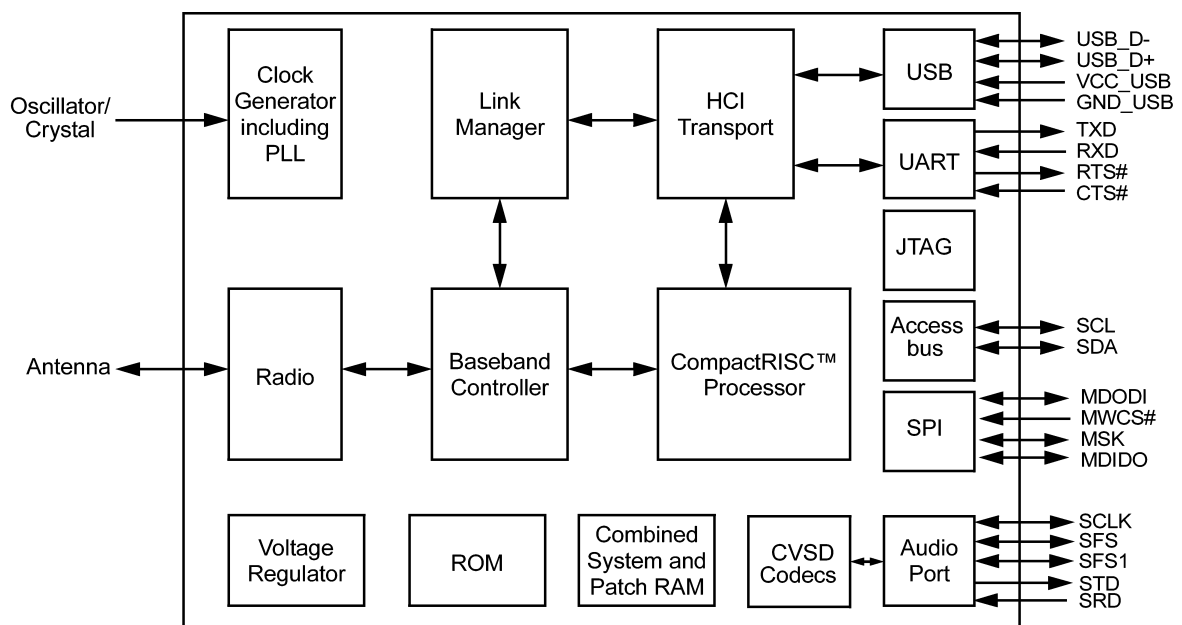 Oscillator/
Crystal
Clock
Generator
including
PLL
Link
Manager
HCI
Transport
USB
USB_D-
USB_D+
VCC_USB
GND_USB
UART
TXD
RXD
RTS#
CTS#
JTAG
Antenna
Radio
Baseband
Controller
CompactRISC™
Processor
Access
bus
SCL
SDA
SPI
MDODI
MWCS#
MSK
MDIDO
Voltage
Regulator
ROM
Combined
System and
Patch RAM
CVSD
Codecs
Audio
Port
SCLK
SFS
SFS1
STD
SRD